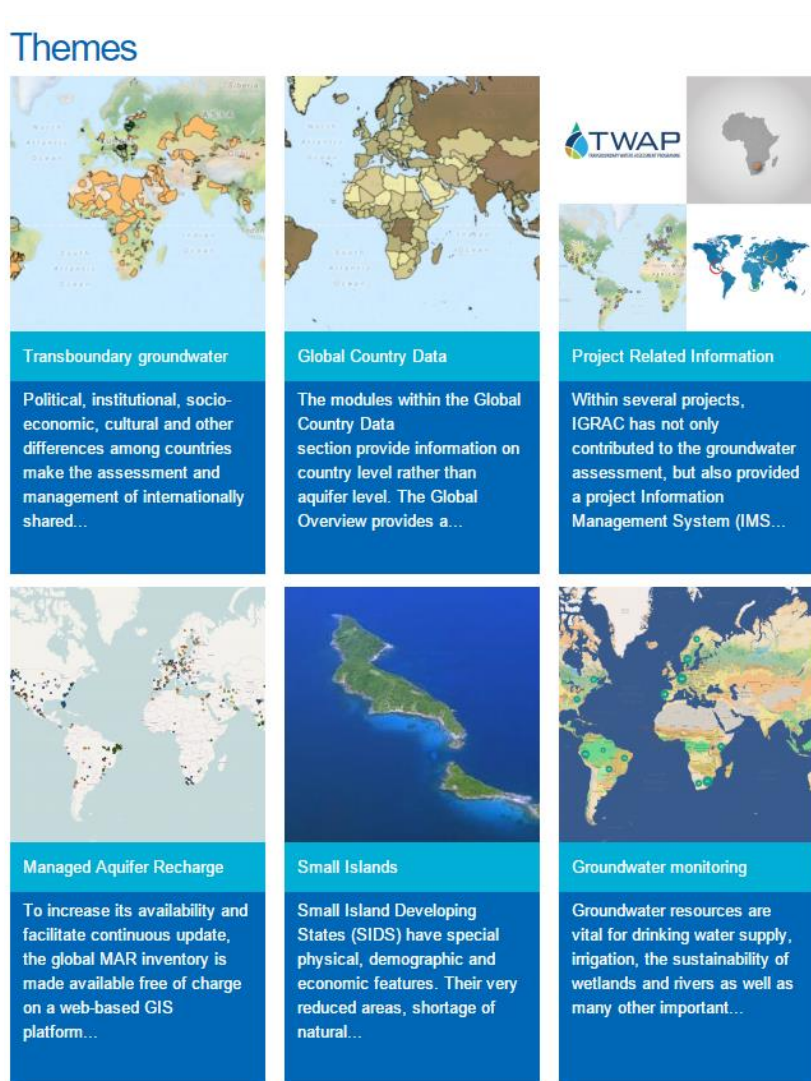 Themes
TWAP
Transboundary groundwater
Political, institutional, socio-
economic, cultural and other
differences among countries
make the assessment and
management of internationally
shared...
Global Country Data
The modules within the Global
Country Data
section provide information on
country level rather than
aquifer level. The Global
Overview provides a...
Project Related Information
Within several projects,
IGRAC has not only
contributed to the groundwater
assessment, but also provided
a project Information
Management System (IMS...
Managed Aquifer Recharge
To increase its availability and
facilitate continuous update,
the global MAR inventory is
made available free of charge
on a web-based GIS
platform...
Small Islands
Small Island Developing
States (SIDS) have special
physical, demographic and
economic features. Their very
reduced areas, shortage of
natural...
Groundwater monitoring
Groundwater resources are
vital for drinking water supply,
irrigation, the sustainability of
wetlands and rivers as well as
many other important...